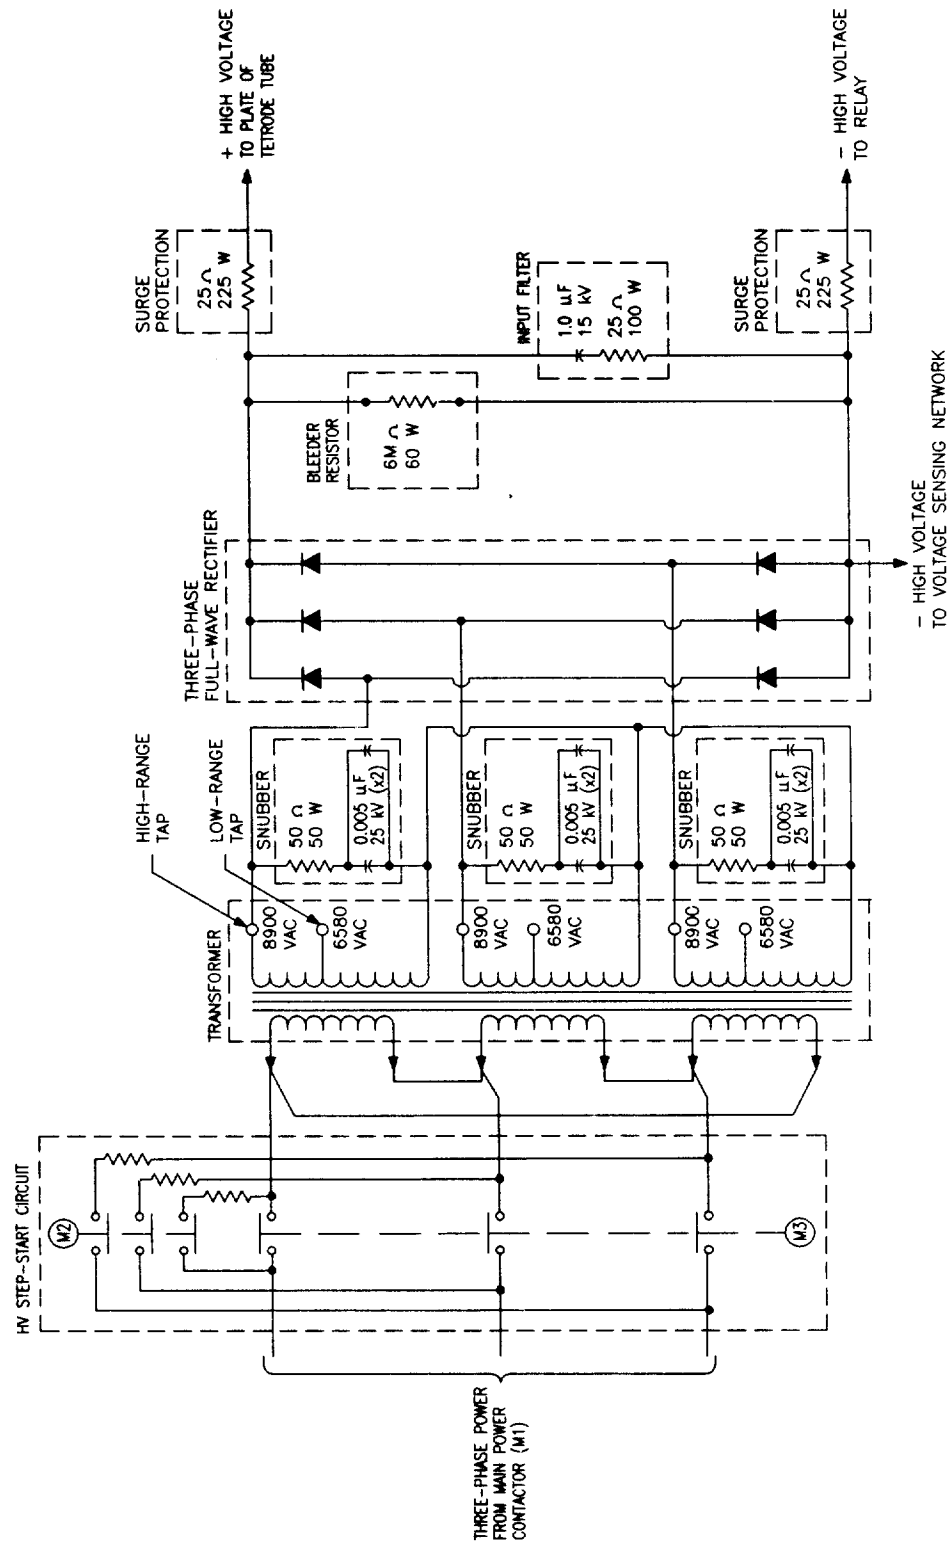 HV STEP-START CIRCUIT
M2
M3
THREE-PHASE POWER
FROM MAIN POWER
CONTACTOR (M1)
TRANSFORMER
HIGH-RANGE
TAP
LOW-RANGE
TAP
8900
VAC
6580
VAC
8900
VAC
6580
VAC
8900
VAC
6580
VAC
SNUBBER
50 Ω
50 W
0.005 µF
25 kV (x2)
SNUBBER
50 Ω
50 W
0.005 µF
25 kV (x2)
SNUBBER
50 Ω
50 W
0.005 µF
25 kV (x2)
THREE-PHASE
FULL-WAVE RECTIFIER
BLEEDER
RESISTOR
6M Ω
60 W
INPUT FILTER
1.0 µF
15 kV
25 Ω
100 W
SURGE
PROTECTION
25 Ω
225 W
SURGE
PROTECTION
25 Ω
225 W
+ HIGH VOLTAGE
TO PLATE OF
TETRODE TUBE
- HIGH VOLTAGE
TO RELAY
- HIGH VOLTAGE
TO VOLTAGE SENSING NETWORK